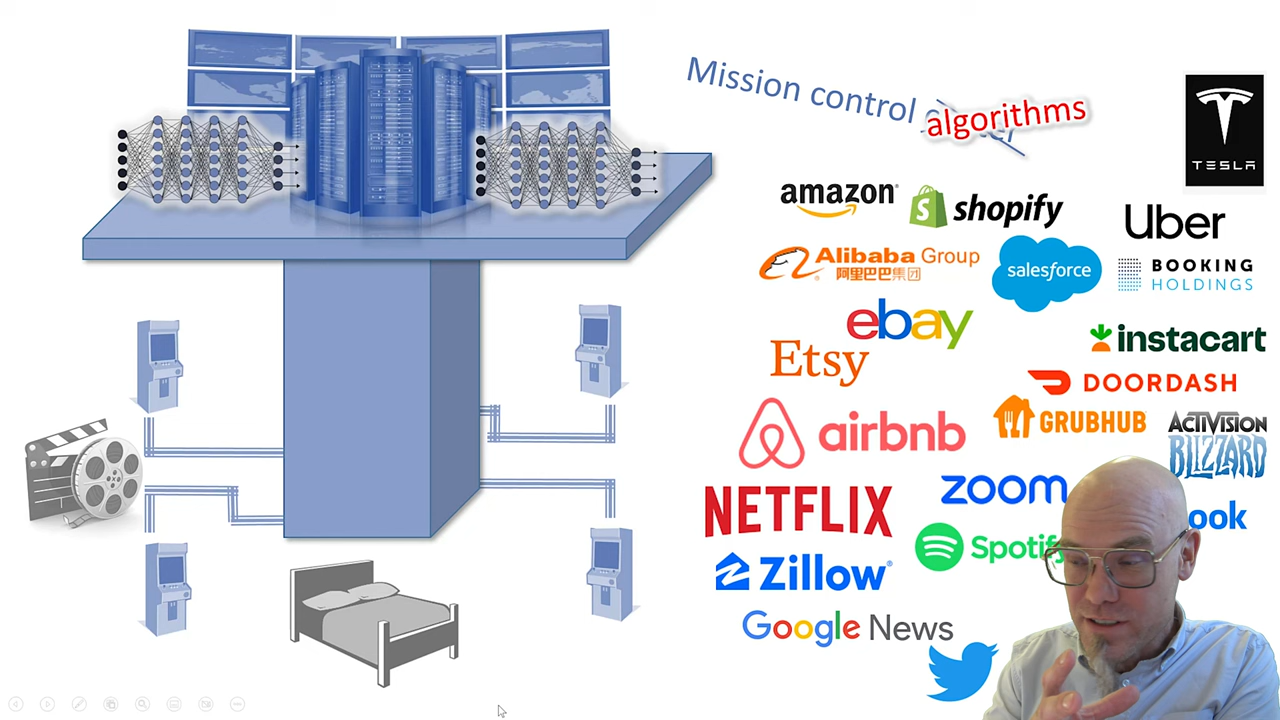 Mission control
algorithms
TESLA
amazon
shopify
Uber
Alibaba Group
阿里巴巴集团
salesforce
BOOKING
HOLDINGS
ebay
instacart
Etsy
DOORDASH
airbnb
GRUBHUB
ACTIVISION
BLIZZARD
NETFLIX
zoom
ook
Spotify
Zillow
Google News